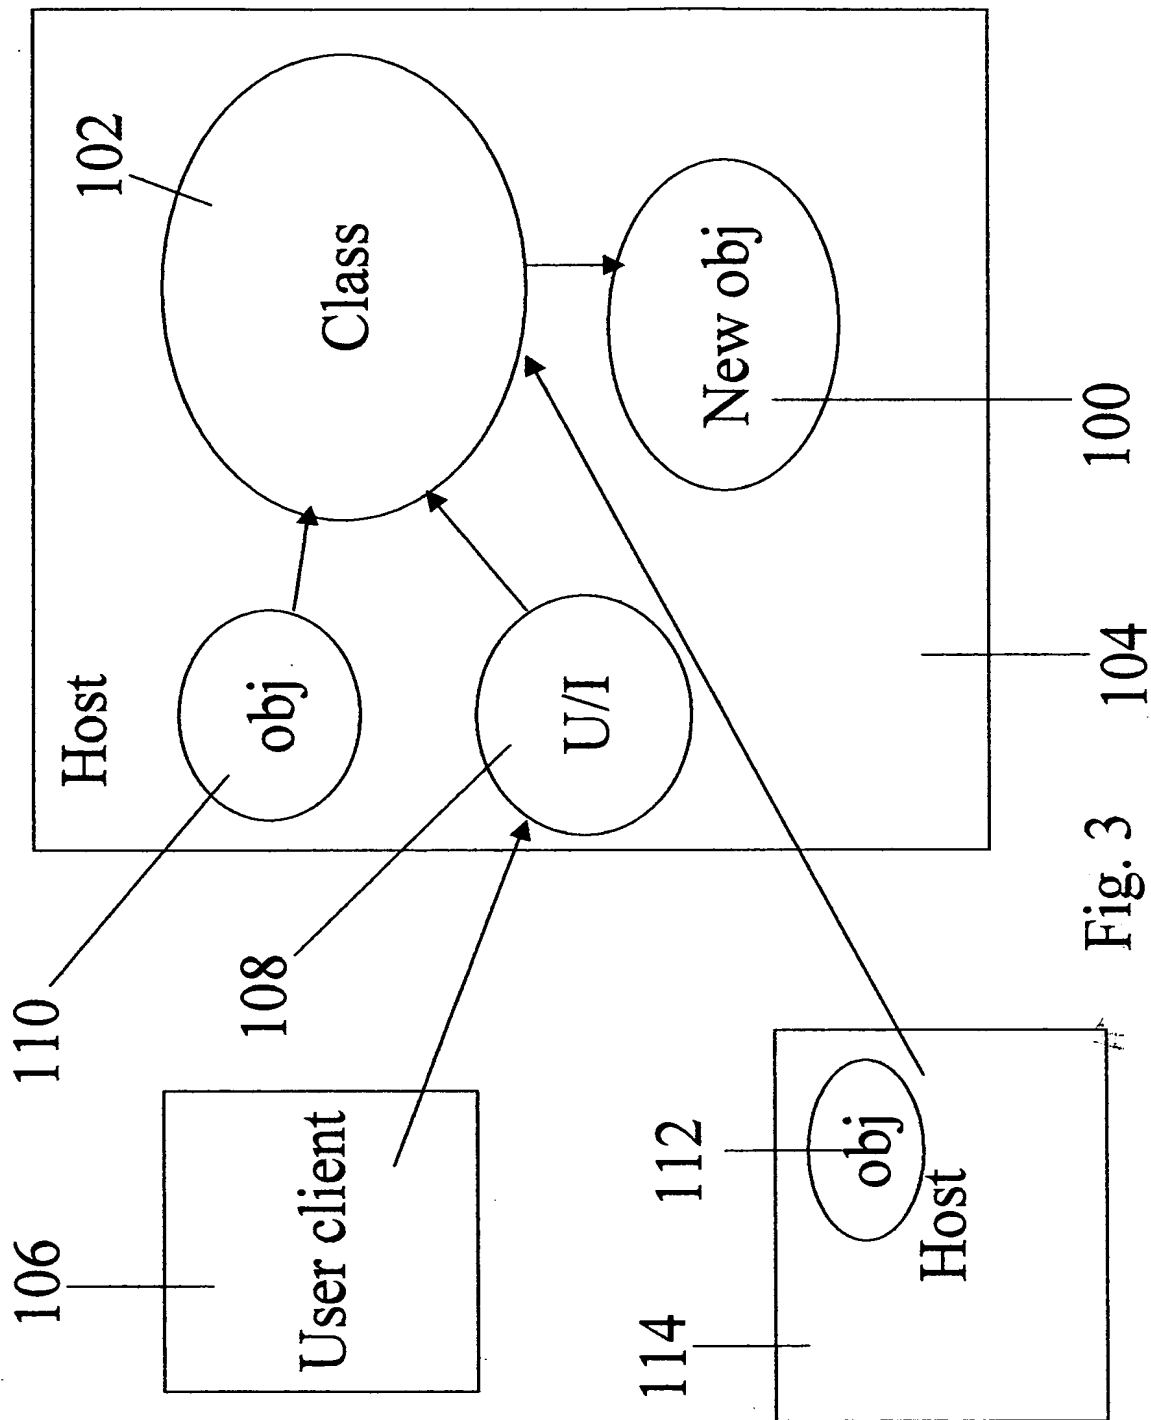 106
User client
110
108
Host
obj
U/I
Class
102
New obj
100
104
114
112
obj
Host
Fig. 3